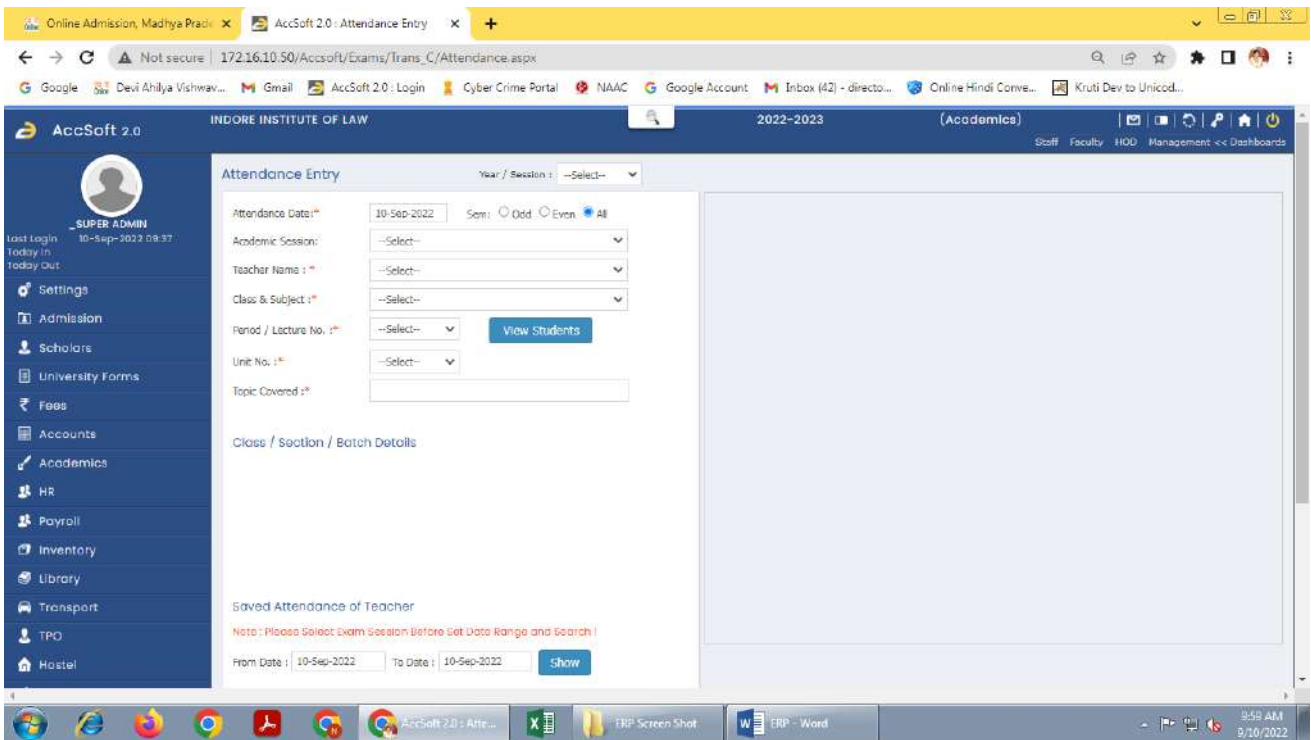 Online Admission, Madhya Prade
AccSoft 2.0 : Attendance Entry
Not secure | 172.16.10.50/Accsoft/Exams/Trans_C/Attendance.aspx
Google
Devi Ahilya Vishwav...
Gmail
AccSoft 2.0 : Login
Cyber Crime Portal
NAAC
Google Account
Inbox (42) - directo...
Online Hindi Conve...
Kruti Dev to Unicod...
AccSoft 2.0
INDORE INSTITUTE OF LAW
2022-2023
(Academics)
Staff Faculty HOD Management << Dashboards
_SUPER ADMIN
Last Login 10-Sep-2022 09:37
Today In
Today Out
Settings
Admission
Scholars
University Forms
₹ Fees
Accounts
Academics
HR
Payroll
Inventory
Library
Transport
TPO
Hostel
Attendance Entry
Year / Session : --Select--
Attendance Date:* 10-Sep-2022 Sem: Odd Even All
Academic Session: --Select--
Teacher Name : * --Select--
Class & Subject :* --Select--
Period / Lecture No. :* --Select-- View Students
Unit No. :* --Select--
Topic Covered :*
Class / Section / Batch Details
Saved Attendance of Teacher
Note : Please Select Exam Session Before Set Date Range and Search !
From Date : 10-Sep-2022 To Date : 10-Sep-2022 Show
AccSoft 2.0 : Atte...
ERP Screen Shot
ERP - Word
9:59 AM
9/10/2022